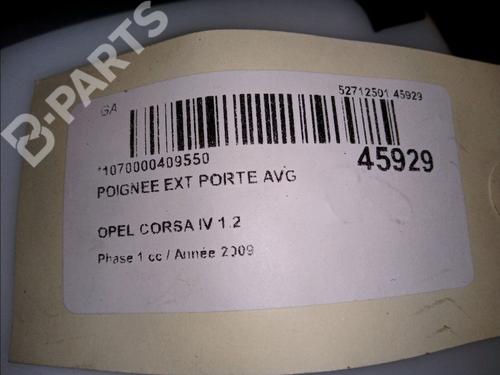 B-PARTS
GA
52712501 45929
*1070000409550
45929
POIGNEE EXT PORTE AVG
OPEL CORSA IV 1.2
Phase 1 cc / Année 2009